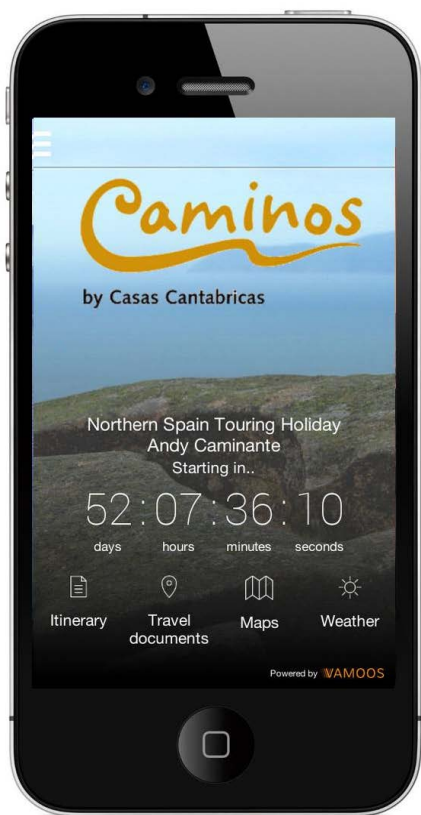 Caminos
by Casas Cantabricas
Northern Spain Touring Holiday
Andy Caminante
Starting in..
52:07:36:10
days hours minutes seconds
Itinerary Travel documents Maps Weather
Powered by VAMOOS